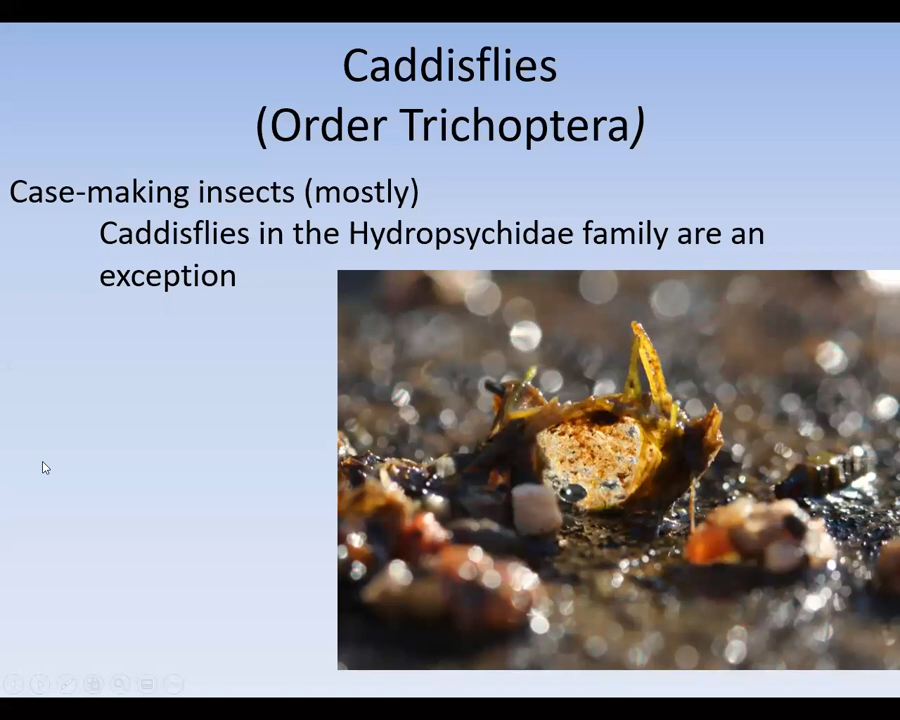 Caddisflies
(Order Trichoptera)
Case-making insects (mostly)
Caddisflies in the Hydropsychidae family are an
exception